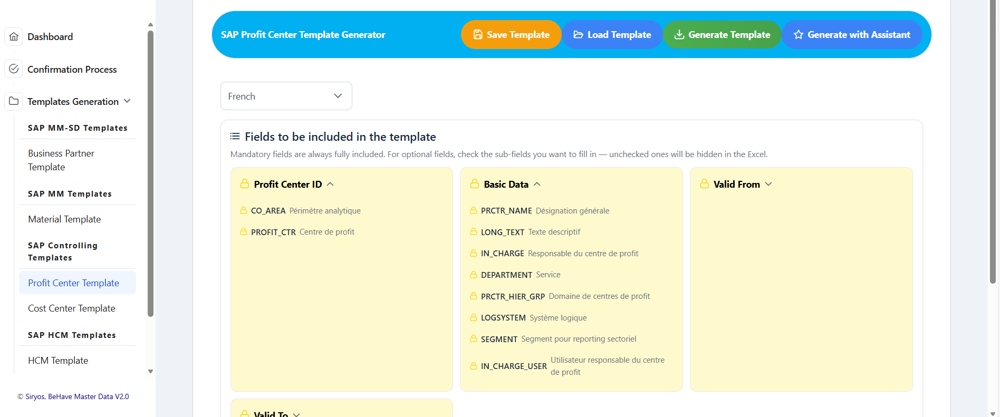 Dashboard
Confirmation Process
Templates Generation
SAP MM-SD Templates
Business Partner
Template
SAP MM Templates
Material Template
SAP Controlling
Templates
Profit Center Template
Cost Center Template
SAP HCM Templates
HCM Template
© Siryos, BeHave Master Data V2.0
SAP Profit Center Template Generator
Save Template
Load Template
Generate Template
Generate with Assistant
French
Fields to be included in the template
Mandatory fields are always fully included. For optional fields, check the sub-fields you want to fill in — unchecked ones will be hidden in the Excel.
Profit Center ID
CO_AREA Périmètre analytique
PROFIT_CTR Centre de profit
Basic Data
PRCTR_NAME Désignation générale
LONG_TEXT Texte descriptif
IN_CHARGE Responsable du centre de profit
DEPARTMENT Service
PRCTR_HIER_GRP Domaine de centres de profit
LOGSYSTEM Système logique
SEGMENT Segment pour reporting sectoriel
IN_CHARGE_USER Utilisateur responsable du centre
de profit
Valid From
Valid To